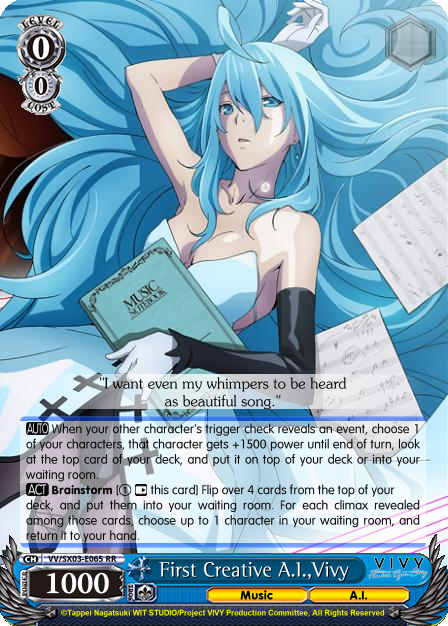 LEVEL
0
0
COST
MUSIC
NOTEBOOK
"I want even my whimpers to be heard
as beautiful song."
AUTO When your other character's trigger check reveals an event, choose 1
of your characters, that character gets +1500 power until end of turn, look
at the top card of your deck, and put it on top of your deck or into your
waiting room.
ACT Brainstorm [① this card] Flip over 4 cards from the top of your
deck, and put them into your waiting room. For each climax revealed
among those cards, choose up to 1 character in your waiting room, and
return it to your hand.
CH VV/SX03-E065 RR
POWER 1000 SOUL First Creative A.I.,Vivy VIVY
Music A.I.
©Tappei Nagatsuki WIT STUDIO/Project VIVY Production Committee, All Rights Reserved